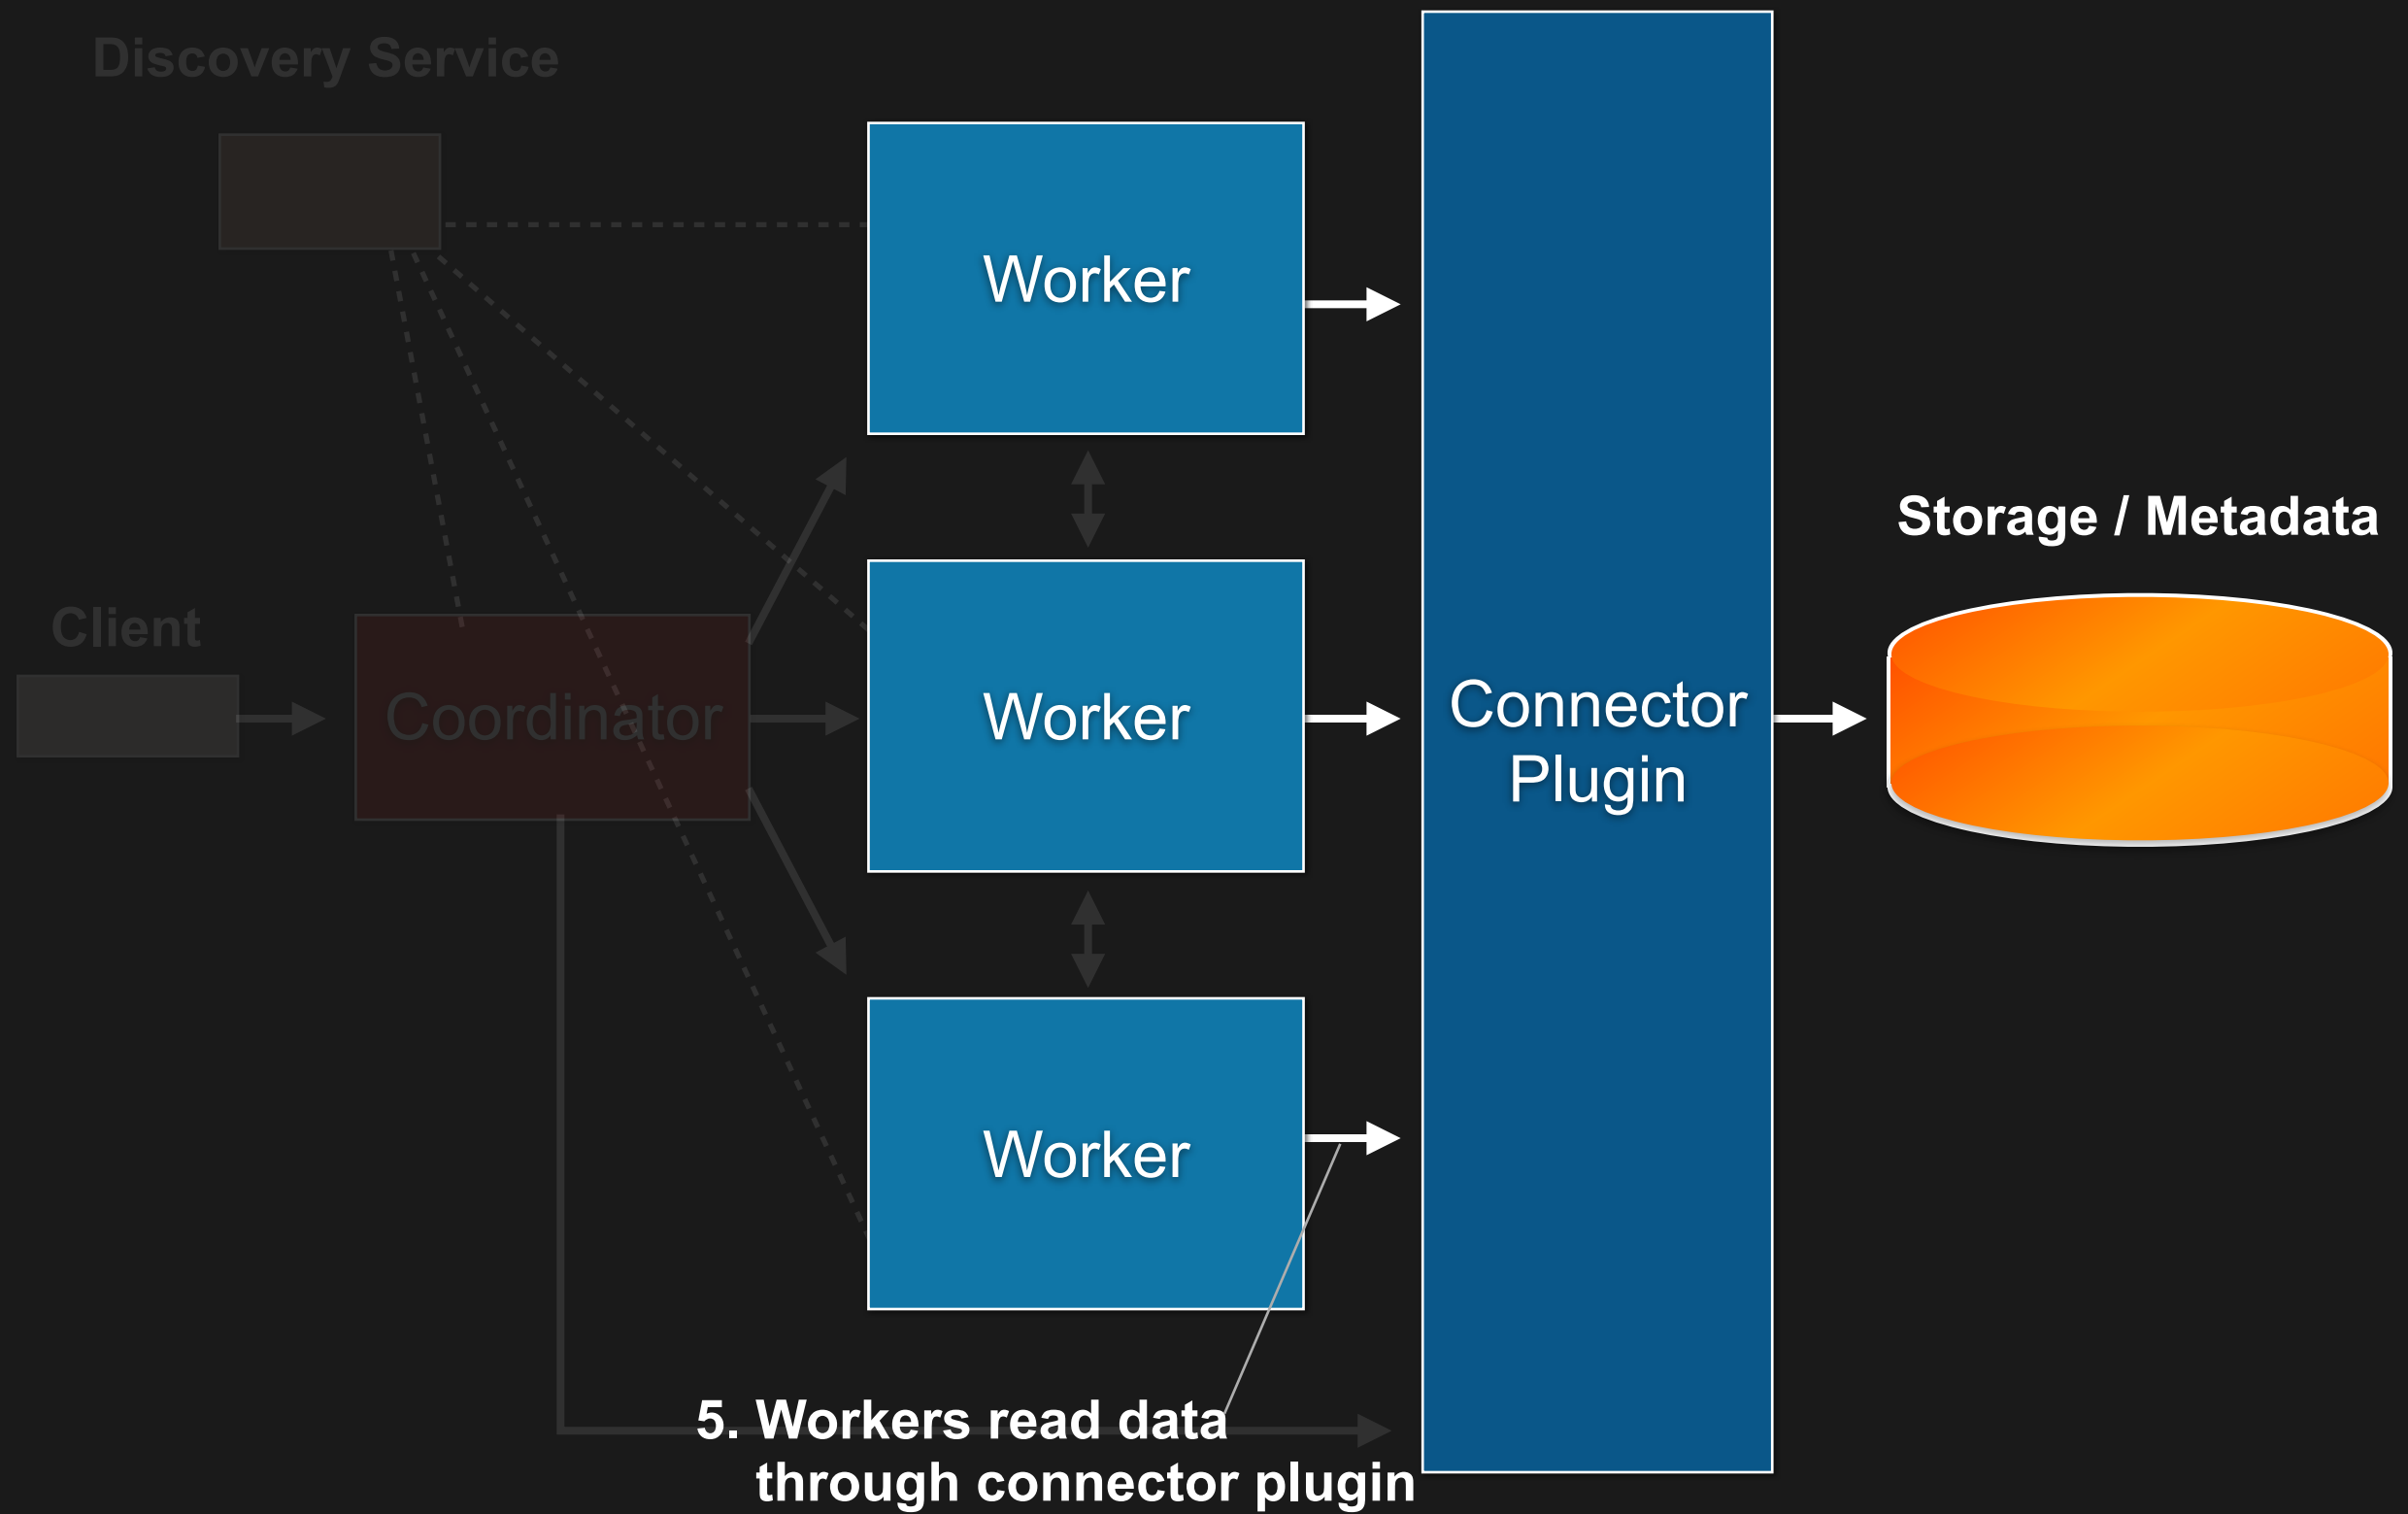 Discovery Service
Worker
Storage / Metadata
Client
Coordinator
Worker
Connector
Plugin
Worker
5. Workers read data
through connector plugin